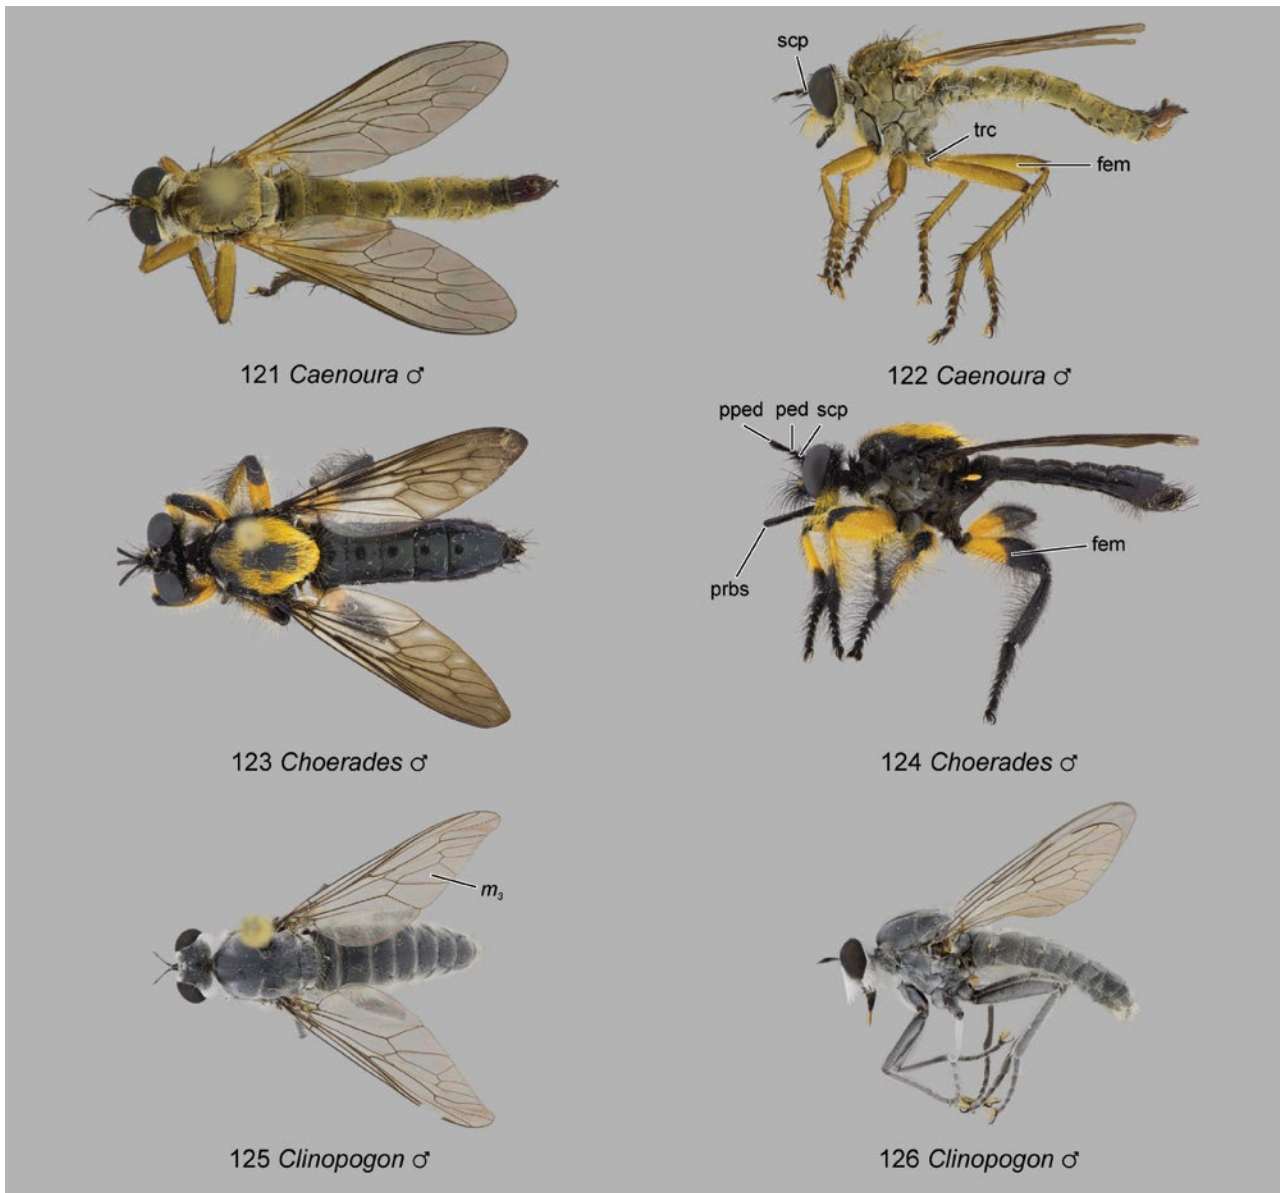 scp
trc
fem
121 Caenoura ♂
122 Caenoura ♂
pped ped scp
fem
prbs
123 Choerades ♂
124 Choerades ♂
m₃
125 Clinopogon ♂
126 Clinopogon ♂